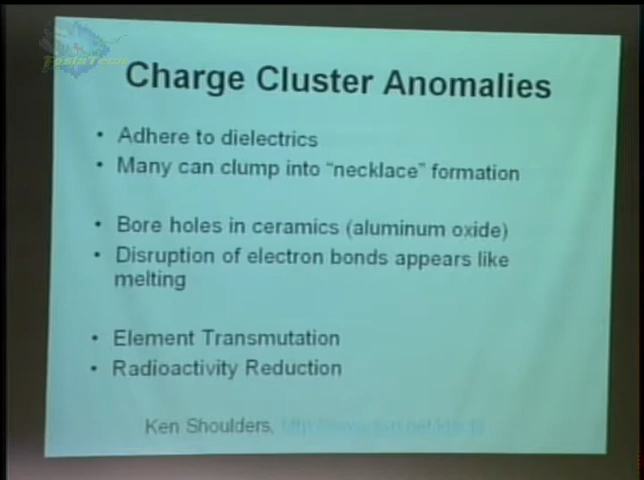 Charge Cluster Anomalies
• Adhere to dielectrics
• Many can clump into “necklace” formation
• Bore holes in ceramics (aluminum oxide)
• Disruption of electron bonds appears like
melting
• Element Transmutation
• Radioactivity Reduction
Ken Shoulders,